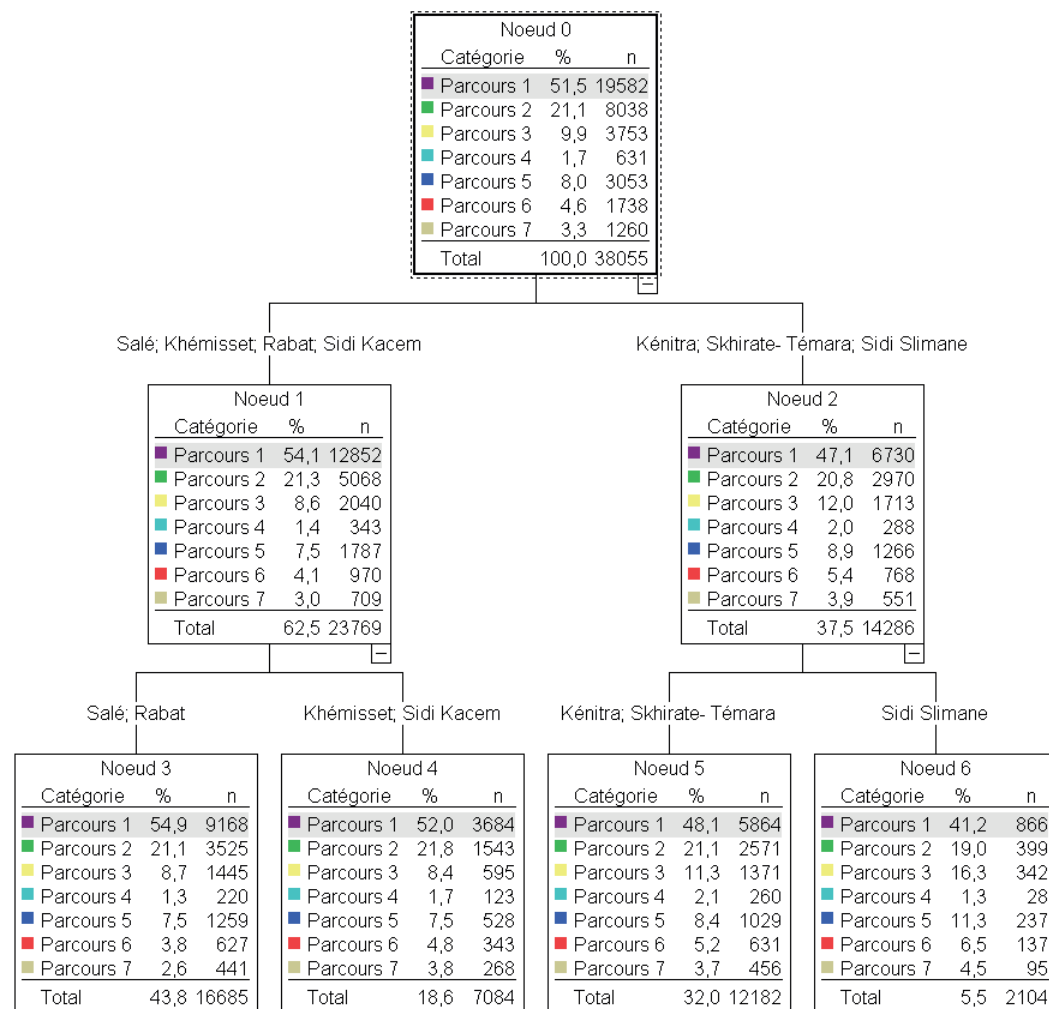 Noeud 0
Catégorie % n
Parcours 1 51,5 19582
Parcours 2 21,1 8038
Parcours 3 9,9 3753
Parcours 4 1,7 631
Parcours 5 8,0 3053
Parcours 6 4,6 1738
Parcours 7 3,3 1260
Total 100,0 38055
Salé; Khémisset; Rabat; Sidi Kacem
Kénitra; Skhirate- Témara; Sidi Slimane
Noeud 1
Catégorie % n
Parcours 1 54,1 12852
Parcours 2 21,3 5068
Parcours 3 8,6 2040
Parcours 4 1,4 343
Parcours 5 7,5 1787
Parcours 6 4,1 970
Parcours 7 3,0 709
Total 62,5 23769
Noeud 2
Catégorie % n
Parcours 1 47,1 6730
Parcours 2 20,8 2970
Parcours 3 12,0 1713
Parcours 4 2,0 288
Parcours 5 8,9 1266
Parcours 6 5,4 768
Parcours 7 3,9 551
Total 37,5 14286
Salé; Rabat
Khémisset; Sidi Kacem
Kénitra; Skhirate- Témara
Sidi Slimane
Noeud 3
Catégorie % n
Parcours 1 54,9 9168
Parcours 2 21,1 3525
Parcours 3 8,7 1445
Parcours 4 1,3 220
Parcours 5 7,5 1259
Parcours 6 3,8 627
Parcours 7 2,6 441
Total 43,8 16685
Noeud 4
Catégorie % n
Parcours 1 52,0 3684
Parcours 2 21,8 1543
Parcours 3 8,4 595
Parcours 4 1,7 123
Parcours 5 7,5 528
Parcours 6 4,8 343
Parcours 7 3,8 268
Total 18,6 7084
Noeud 5
Catégorie % n
Parcours 1 48,1 5864
Parcours 2 21,1 2571
Parcours 3 11,3 1371
Parcours 4 2,1 260
Parcours 5 8,4 1029
Parcours 6 5,2 631
Parcours 7 3,7 456
Total 32,0 12182
Noeud 6
Catégorie % n
Parcours 1 41,2 866
Parcours 2 19,0 399
Parcours 3 16,3 342
Parcours 4 1,3 28
Parcours 5 11,3 237
Parcours 6 6,5 137
Parcours 7 4,5 95
Total 5,5 2104